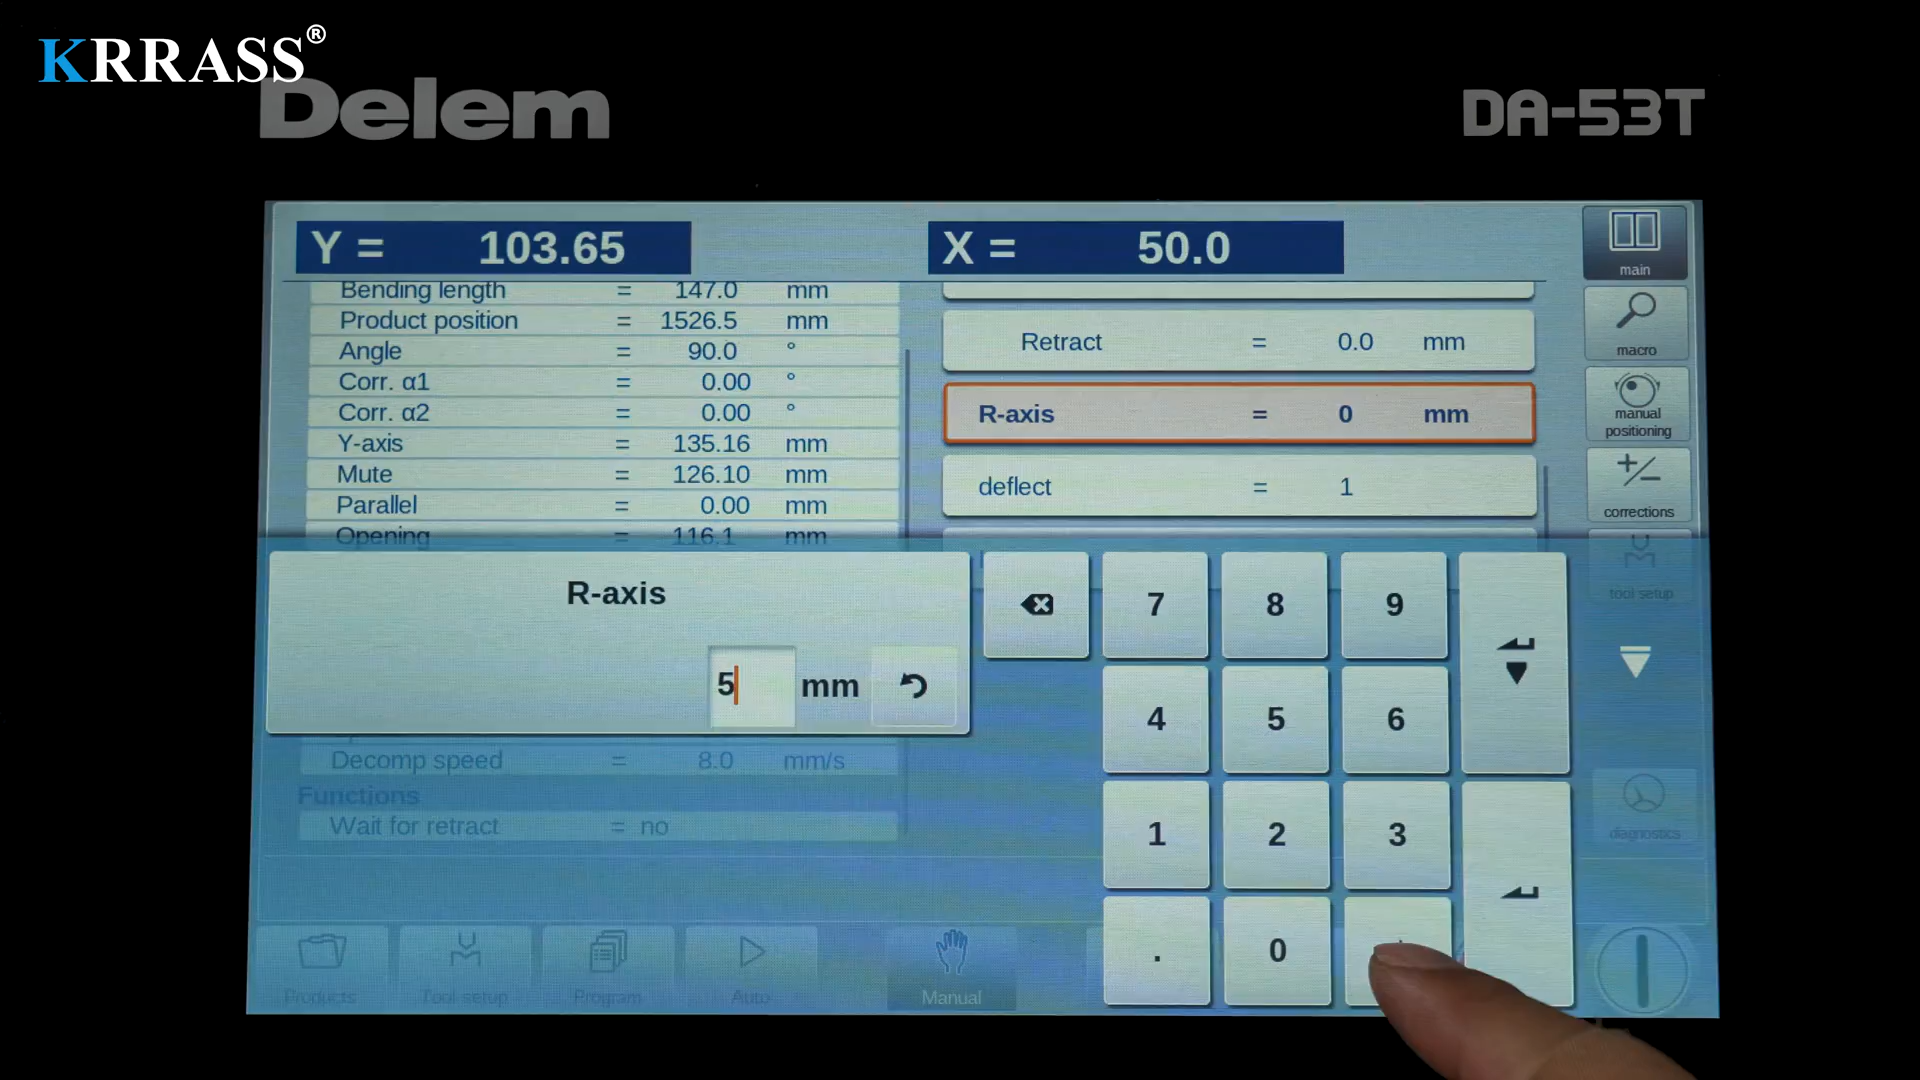 KRRASS®
Delem
DA-53T
Y = 103.65
X = 50.0
main
Bending length = 147.0 mm
Product position = 1526.5 mm
Angle = 90.0 °
Corr. α1 = 0.00 °
Corr. α2 = 0.00 °
Y-axis = 135.16 mm
Mute = 126.10 mm
Parallel = 0.00 mm
Opening = 116.1 mm
Retract = 0.0 mm
R-axis = 0 mm
deflect = 1
macro
manual
positioning
corrections
tool setup
diagnostics
R-axis
5 mm
7 8 9
4 5 6
1 2 3
. 0
Decomp speed = 8.0 mm/s
Functions
Wait for retract = no
Products
Tool setup
Program
Auto
Manual